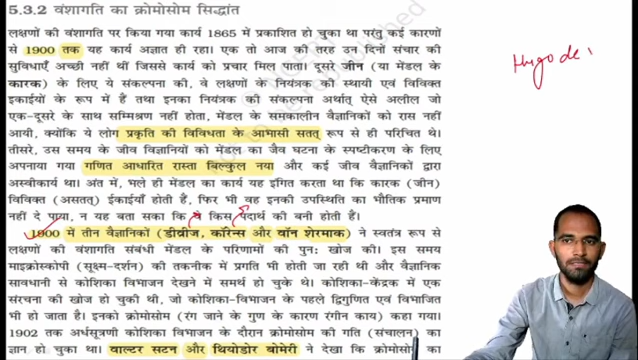 5.3.2 वंशागति का क्रोमोसोम सिद्धांत
लक्षणों की वंशागति पर किया गया कार्य 1865 में प्रकाशित हो चुका था परंतु कई कारणों
से 1900 तक यह कार्य अज्ञात ही रहा। एक तो आज की तरह उन दिनों संचार की
सुविधाएँ अच्छी नहीं थीं जिससे कार्य को प्रचार मिल पाता। दूसरे जीन (या मेंडल के
कारक) के लिए ये संकल्पना की, वे लक्षणों के नियंत्रक की स्थायी एवं विविक्त
इकाईयों के रूप में हैं तथा इनका नियंत्रक की संकल्पना अर्थात् ऐसे अलील जो
एक-दूसरे के साथ सम्मिश्रण नहीं होता, मेंडल के समकालीन वैज्ञानिकों को रास नहीं
आयी, क्योंकि ये लोग प्रकृति की विविधता के आभासी सतत् रूप से ही परिचित थे।
तीसरे, उस समय के जीव विज्ञानियों को मेंडल का जैव घटना के स्पष्टीकरण के लिए
अपनाया गया गणित आधारित रास्ता बिल्कुल नया और कई जीव वैज्ञानिकों द्वारा
अस्वीकार्य था। अंत में, भले ही मेंडल का कार्य यह इंगित करता था कि कारक (जीन)
विविक्त (असतत्) ईकाईयाँ होती हैं, फिर भी वह इनकी उपस्थिति का भौतिक प्रमाण
नहीं दे पाया, न यह बता सका कि वे किस पदार्थ की बनी होती हैं।
1900 में तीन वैज्ञानिकों (डीव्रीज, कॉरेन्स और वॉन शेरमाक) ने स्वतंत्र रूप से
लक्षणों की वंशागति संबंधी मेंडल के परिणामों की पुनः खोज की। इस समय
माइक्रोस्कोपी (सूक्ष्म-दर्शन) की तकनीक में प्रगति भी होती जा रही थी और वैज्ञानिक
सावधानी से कोशिका विभाजन देखने में समर्थ हो चुके थे। कोशिका-केंद्रक में एक
संरचना की खोज हो चुकी थी, जो कोशिका-विभाजन के पहले द्विगुणित एवं विभाजित
भी हो जाता है। इनको क्रोमोसोम (रंग जाने के गुण के कारण रंगीन काय) कहा गया।
1902 तक अर्धसूत्रणी कोशिका विभाजन के दौरान क्रोमोसोम की गति (संचालन) का
ज्ञान हो चुका था। वाल्टर सटन और थियोडोर बोमेरी ने देखा कि क्रोमोसोम का
Hugo de